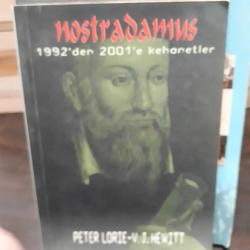 nostradamus
1992'den 2001'e kehanetler
PETER LORIE-V.J.HEWITT